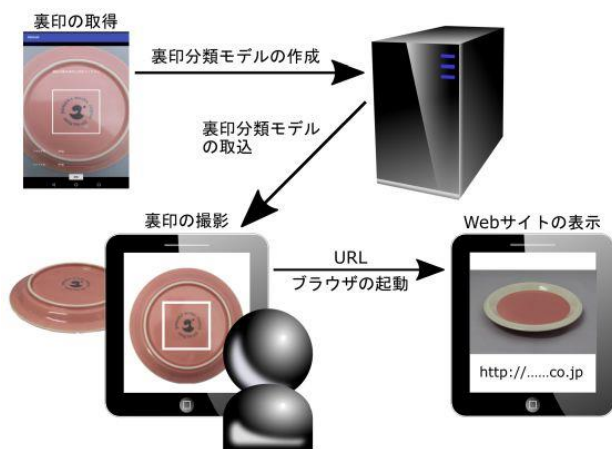 裏印の取得
裏印分類モデルの作成
裏印分類モデル
の取込
裏印の撮影
URL
ブラウザの起動
Webサイトの表示
http://......co.jp